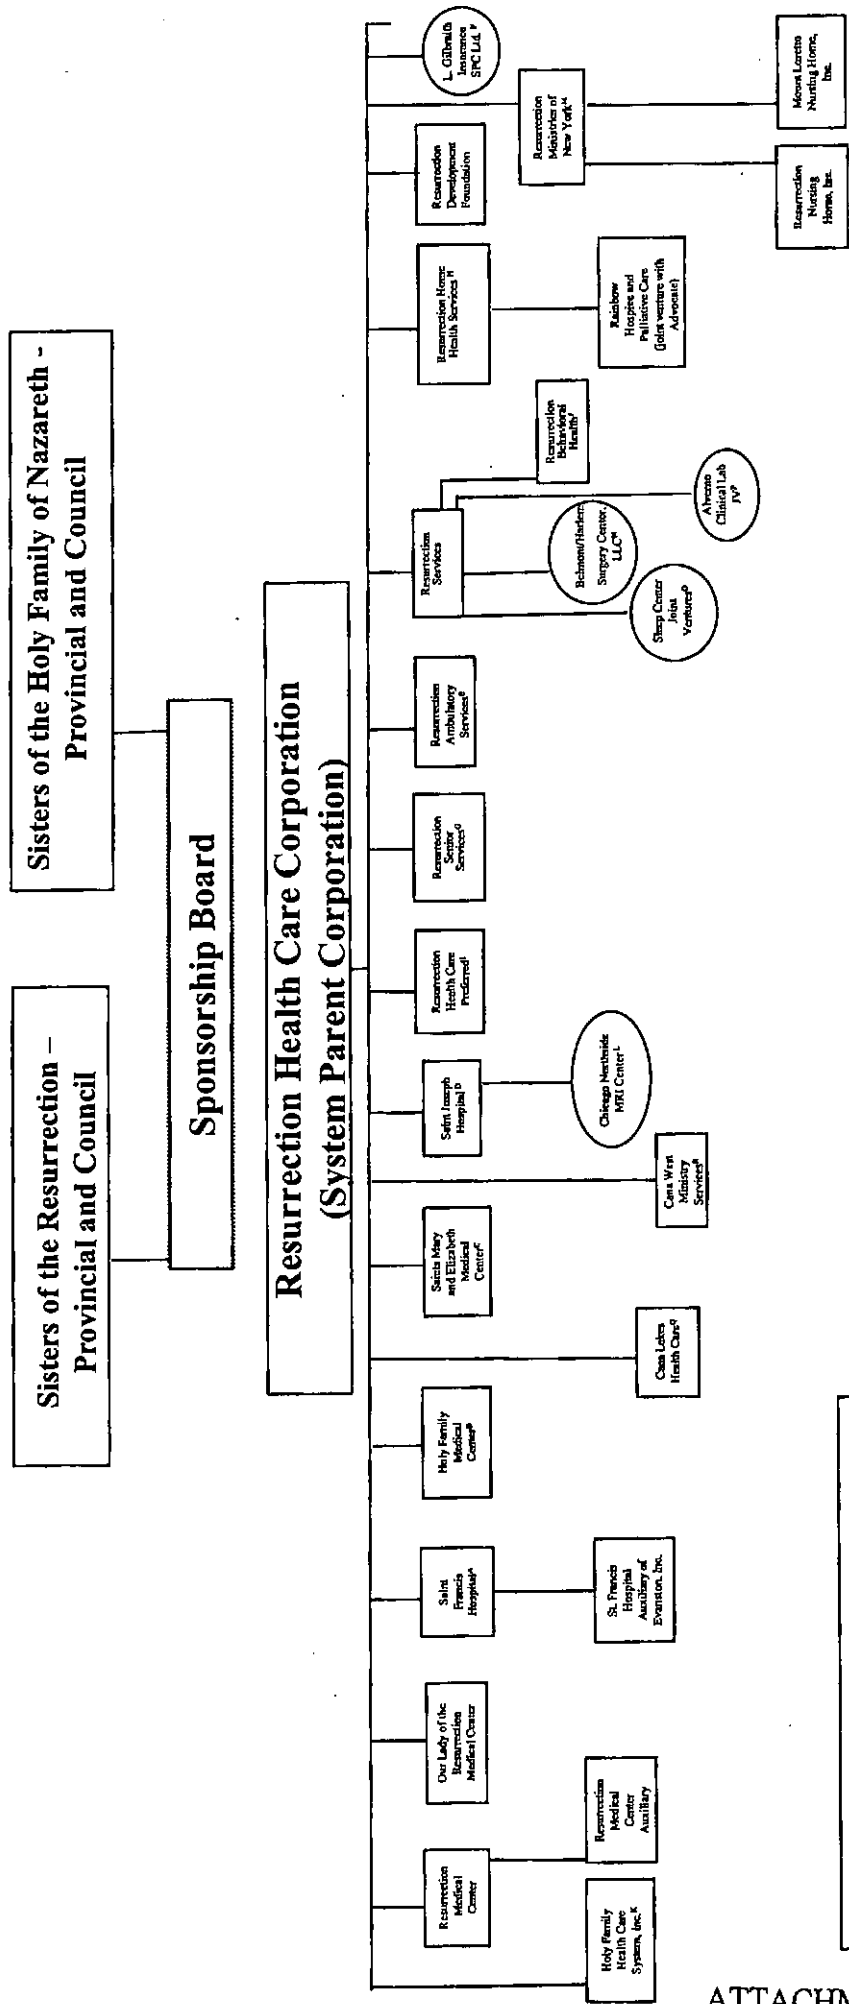 Sisters of the Resurrection –
Provincial and Council
Sisters of the Holy Family of Nazareth -
Provincial and Council
Sponsorship Board
Resurrection Health Care Corporation
(System Parent Corporation)
Resurrection
Medical
Center
Our Lady of the
Resurrection
Medical Center
Saint
Francis
Hospital^A
Holy Family
Medical
Center^B
Saints Mary
and Elizabeth
Medical
Center^C
Saint Joseph
Hospital^D
Resurrection
Health Care
Preferred^I
Resurrection
Senior
Services^G
Resurrection
Ambulatory
Services^E
Resurrection
Services
Resurrection Home
Health Services^H
Resurrection
Development
Foundation
L. Gilbraith
Insurance
SPC Ltd.^F
Holy Family
Health Care
System, Inc.^K
Resurrection
Medical
Center
Auxiliary
St. Francis
Hospital
Auxiliary of
Evanston, Inc.
Cana Lakes
Health Care^Q
Cana West
Ministry
Services^R
Chicago Northside
MRI Center^L
Sleep Center
Joint
Ventures^O
Belmont/Harlem
Surgery Center,
LLC^M
Alverno
Clinical Lab
JV^P
Resurrection
Behavioral
Health^J
Rainbow
Hospice and
Palliative Care
(joint venture with
Advocate)
Resurrection
Ministries of
New York^N
Resurrection
Nursing
Home, Inc.
Mount Loretto
Nursing Home,
Inc.